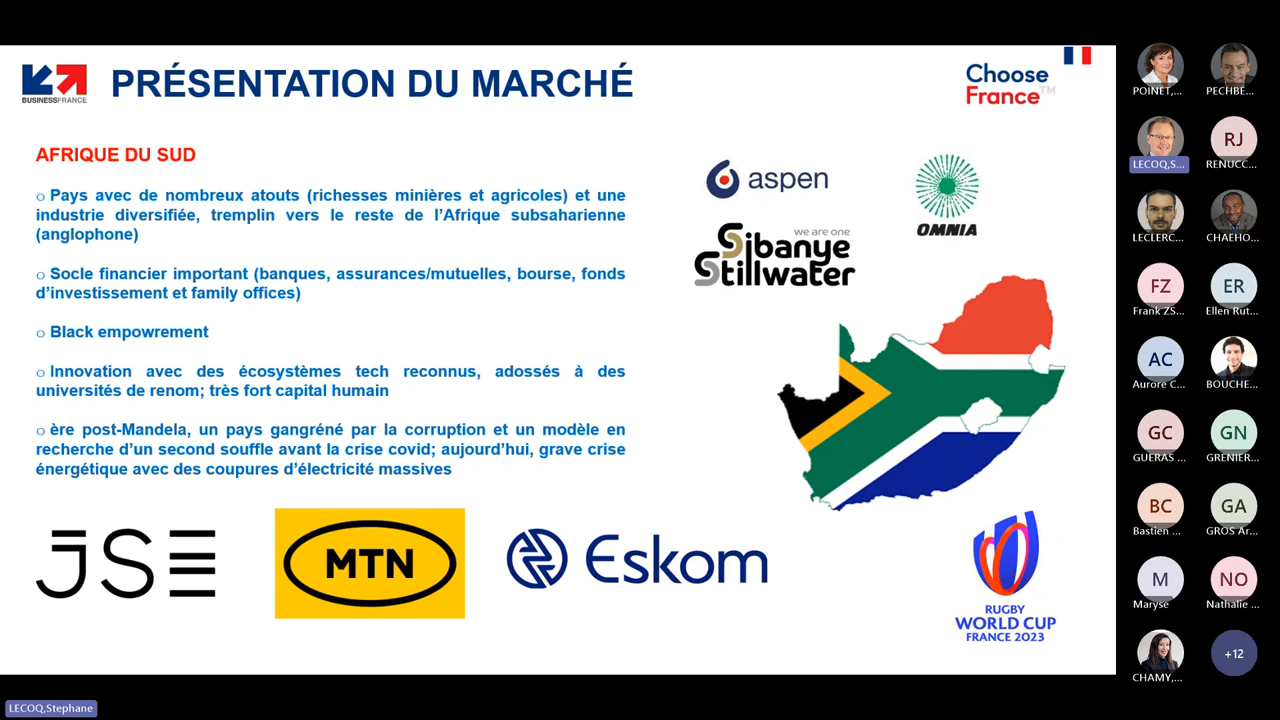 BUSINESSFRANCE
PRÉSENTATION DU MARCHÉ
Choose
France™
AFRIQUE DU SUD
o Pays avec de nombreux atouts (richesses minières et agricoles) et une
industrie diversifiée, tremplin vers le reste de l’Afrique subsaharienne
(anglophone)
o Socle financier important (banques, assurances/mutuelles, bourse, fonds
d’investissement et family offices)
o Black empowrement
o Innovation avec des écosystèmes tech reconnus, adossés à des
universités de renom; très fort capital humain
o ère post-Mandela, un pays gangréné par la corruption et un modèle en
recherche d’un second souffle avant la crise covid; aujourd’hui, grave crise
énergétique avec des coupures d’électricité massives
aspen
OMNIA
we are one
Sibanye
Stillwater
JSE
MTN
Eskom
RUGBY
WORLD CUP
FRANCE 2023
POINET,...
PECHBE...
LECOQ,S...
RJ
RENUCC...
LECLERC...
CHAEHO...
FZ
Frank ZS...
ER
Ellen Rut...
AC
Aurore C...
BOUCHE...
GC
GUERAS ...
GN
GRENIER...
BC
Bastien ...
GA
GROS Ar...
M
Maryse
NO
Nathalie ...
CHAMY,...
+12
LECOQ,Stephane